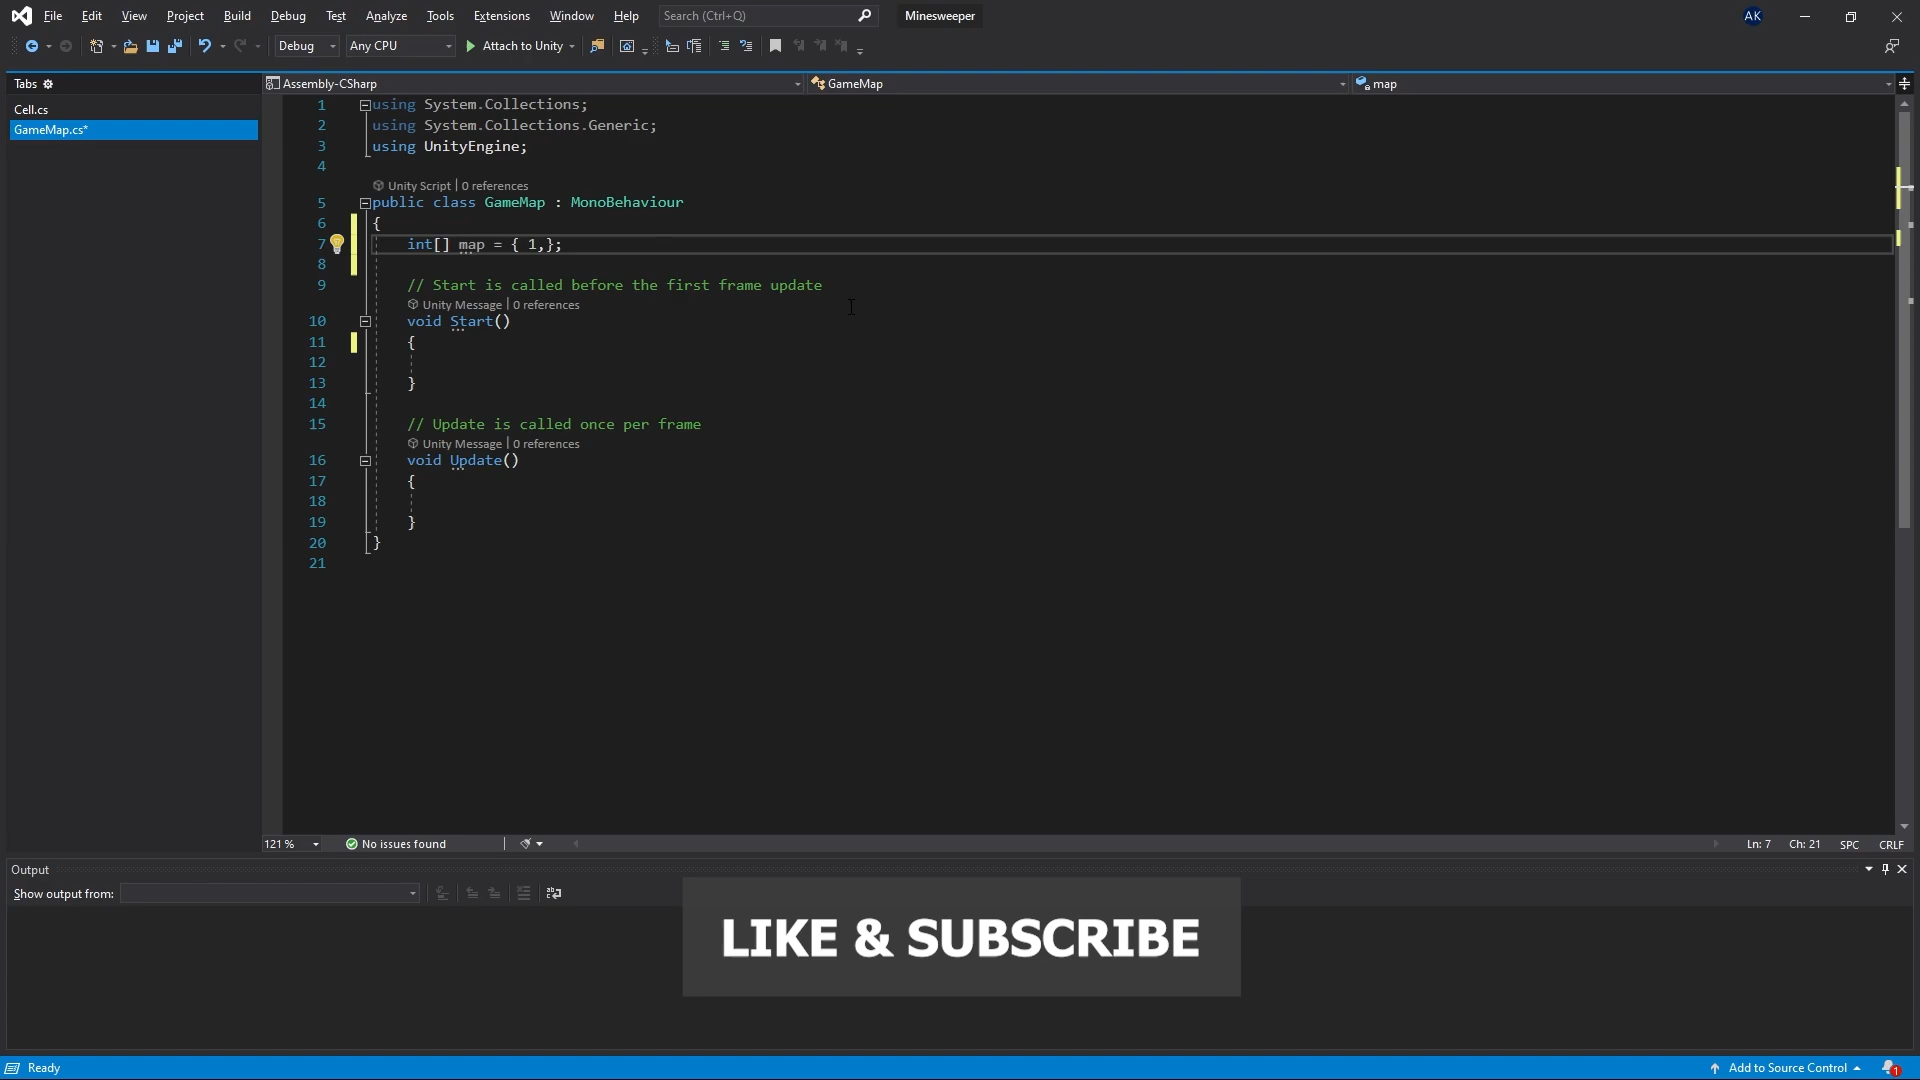 File Edit View Project Build Debug Test Analyze Tools Extensions Window Help Search (Ctrl+Q) Minesweeper AK
Debug Any CPU Attach to Unity
Tabs
Cell.cs
GameMap.cs*
Assembly-CSharp GameMap map
1 using System.Collections;
2 using System.Collections.Generic;
3 using UnityEngine;
4
Unity Script | 0 references
5 public class GameMap : MonoBehaviour
6 {
7 int[] map = { 1,};
8
9 // Start is called before the first frame update
Unity Message | 0 references
10 void Start()
11 {
12
13 }
14
15 // Update is called once per frame
Unity Message | 0 references
16 void Update()
17 {
18
19 }
20 }
21
121 % No issues found Ln: 7 Ch: 21 SPC CRLF
Output
Show output from:
LIKE & SUBSCRIBE
Ready Add to Source Control 1